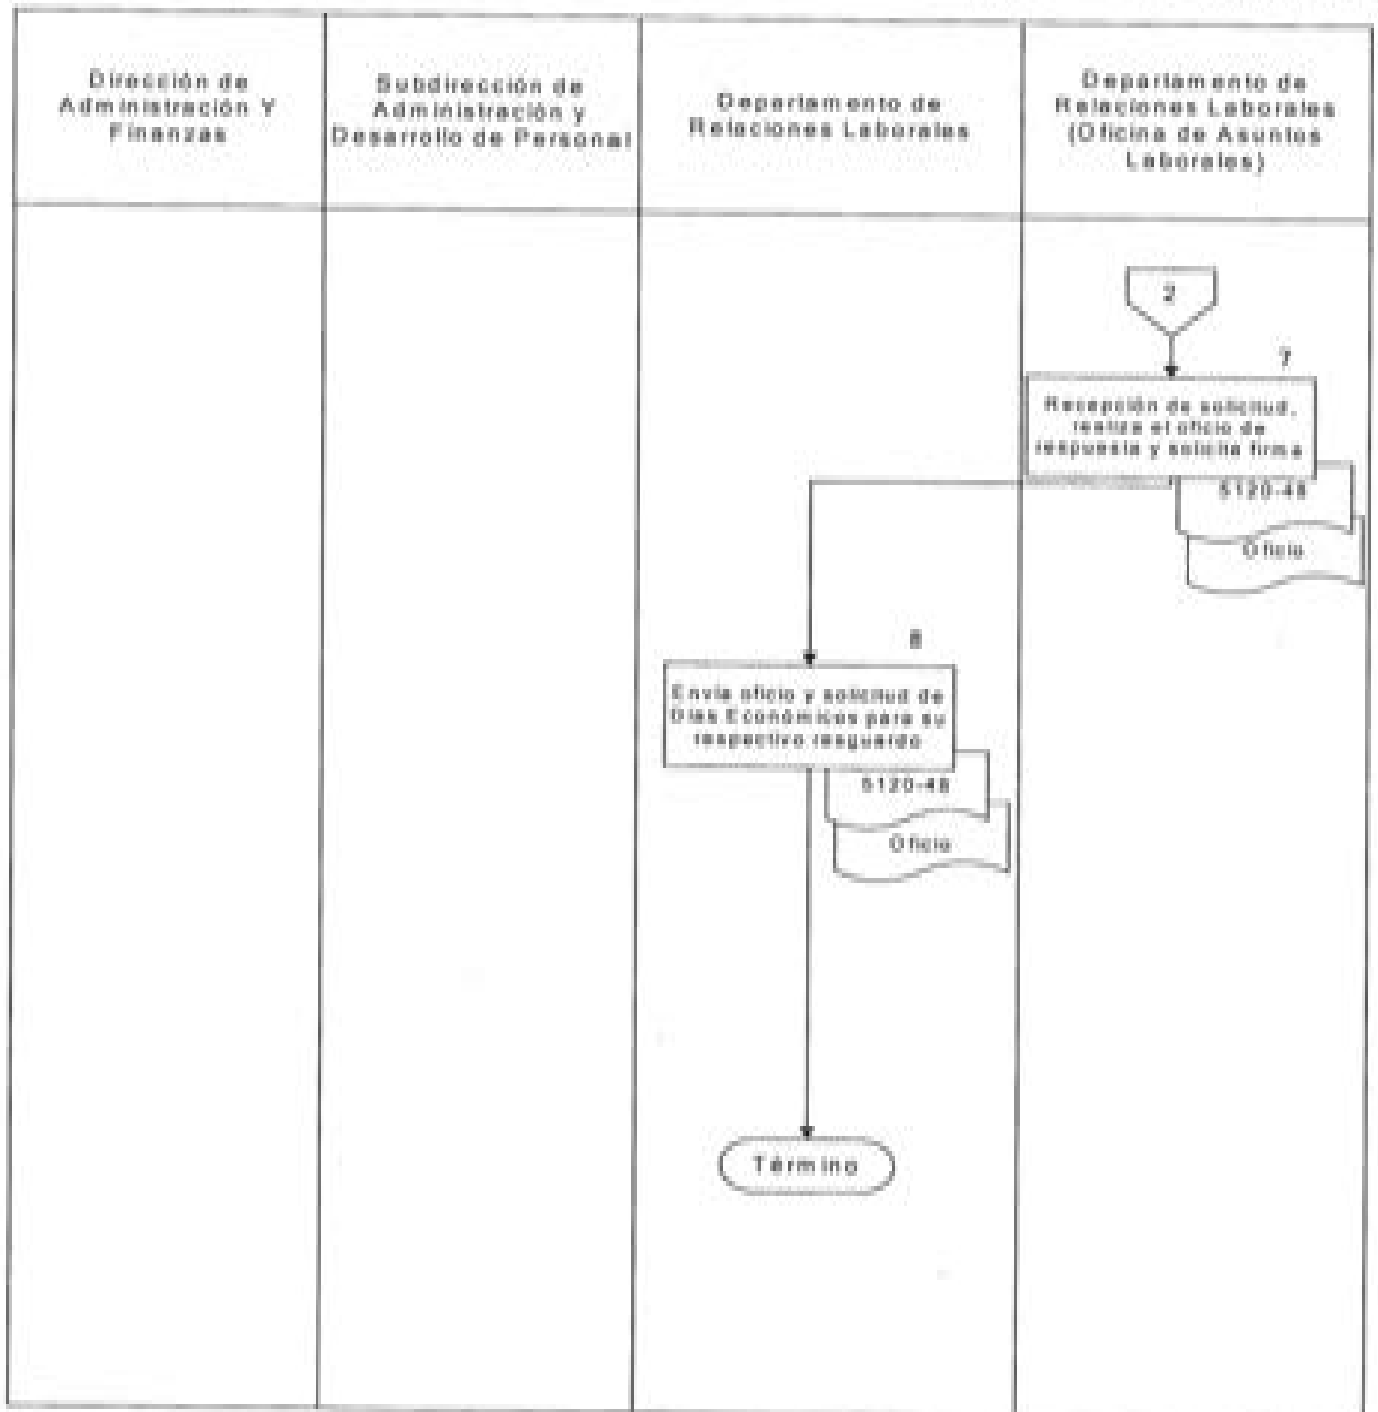 Dirección de
Administración Y
Finanzas
Subdirección de
Administración y
Desarrollo de Personal
Departamento de
Relaciones Laborales
Departamento de
Relaciones Laborales
(Oficina de Asuntos
Laborales)
2
7
Recepción de solicitud,
realiza el oficio de
respuesta y solicita firma
5120-48
Oficio
8
Envía oficio y solicitud de
Días Económicos para su
respectivo resguardo
5120-48
Oficio
Término